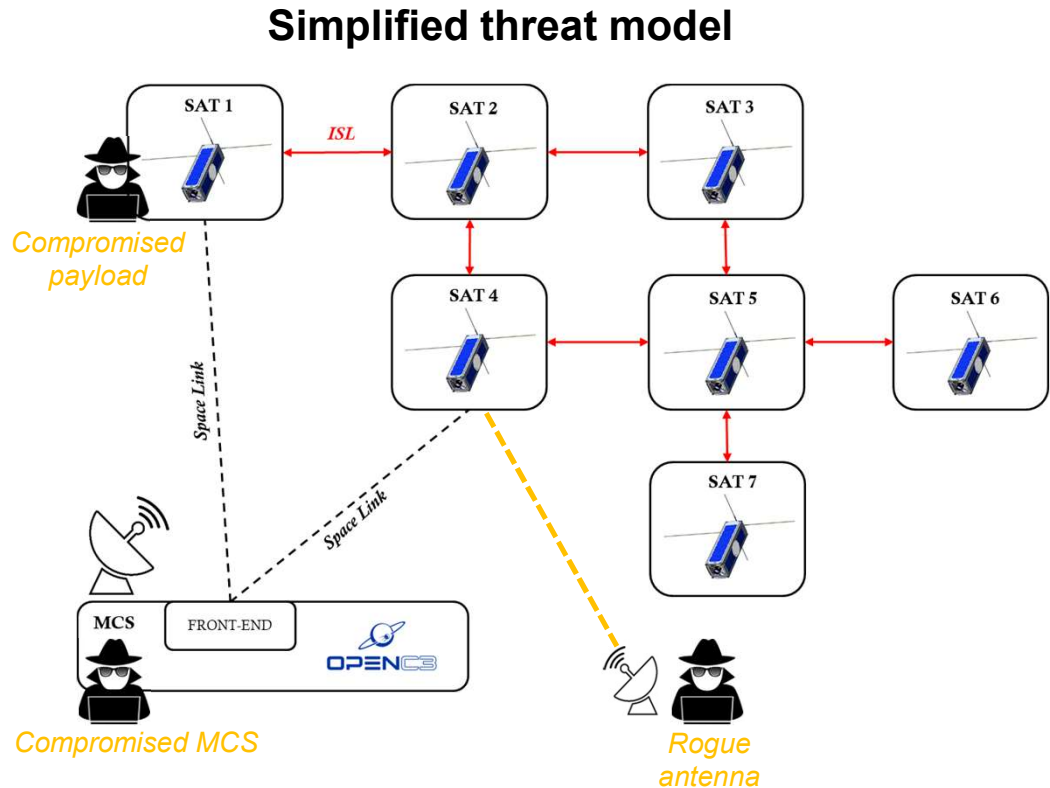 Simplified threat model
SAT 1
ISL
SAT 2
SAT 3
Compromised
payload
SAT 4
SAT 5
SAT 6
Space Link
Space Link
SAT 7
MCS
FRONT-END
OPENC3
Compromised MCS
Rogue
antenna